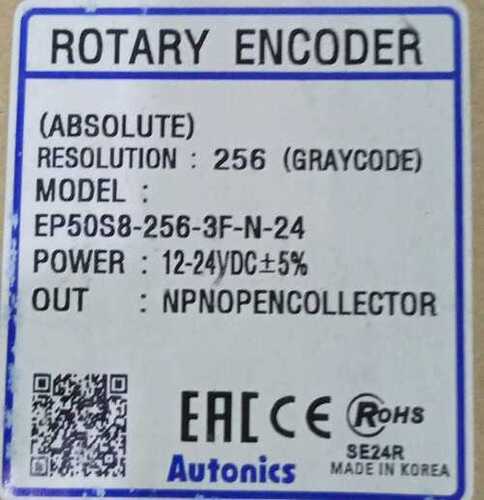 ROTARY ENCODER
(ABSOLUTE)
RESOLUTION : 256 (GRAYCODE)
MODEL :
EP50S8-256-3F-N-24
POWER : 12-24VDC±5%
OUT : NPNOPENCOLLECTOR
EAC CE RoHS
SE24R
Autonics MADE IN KOREA